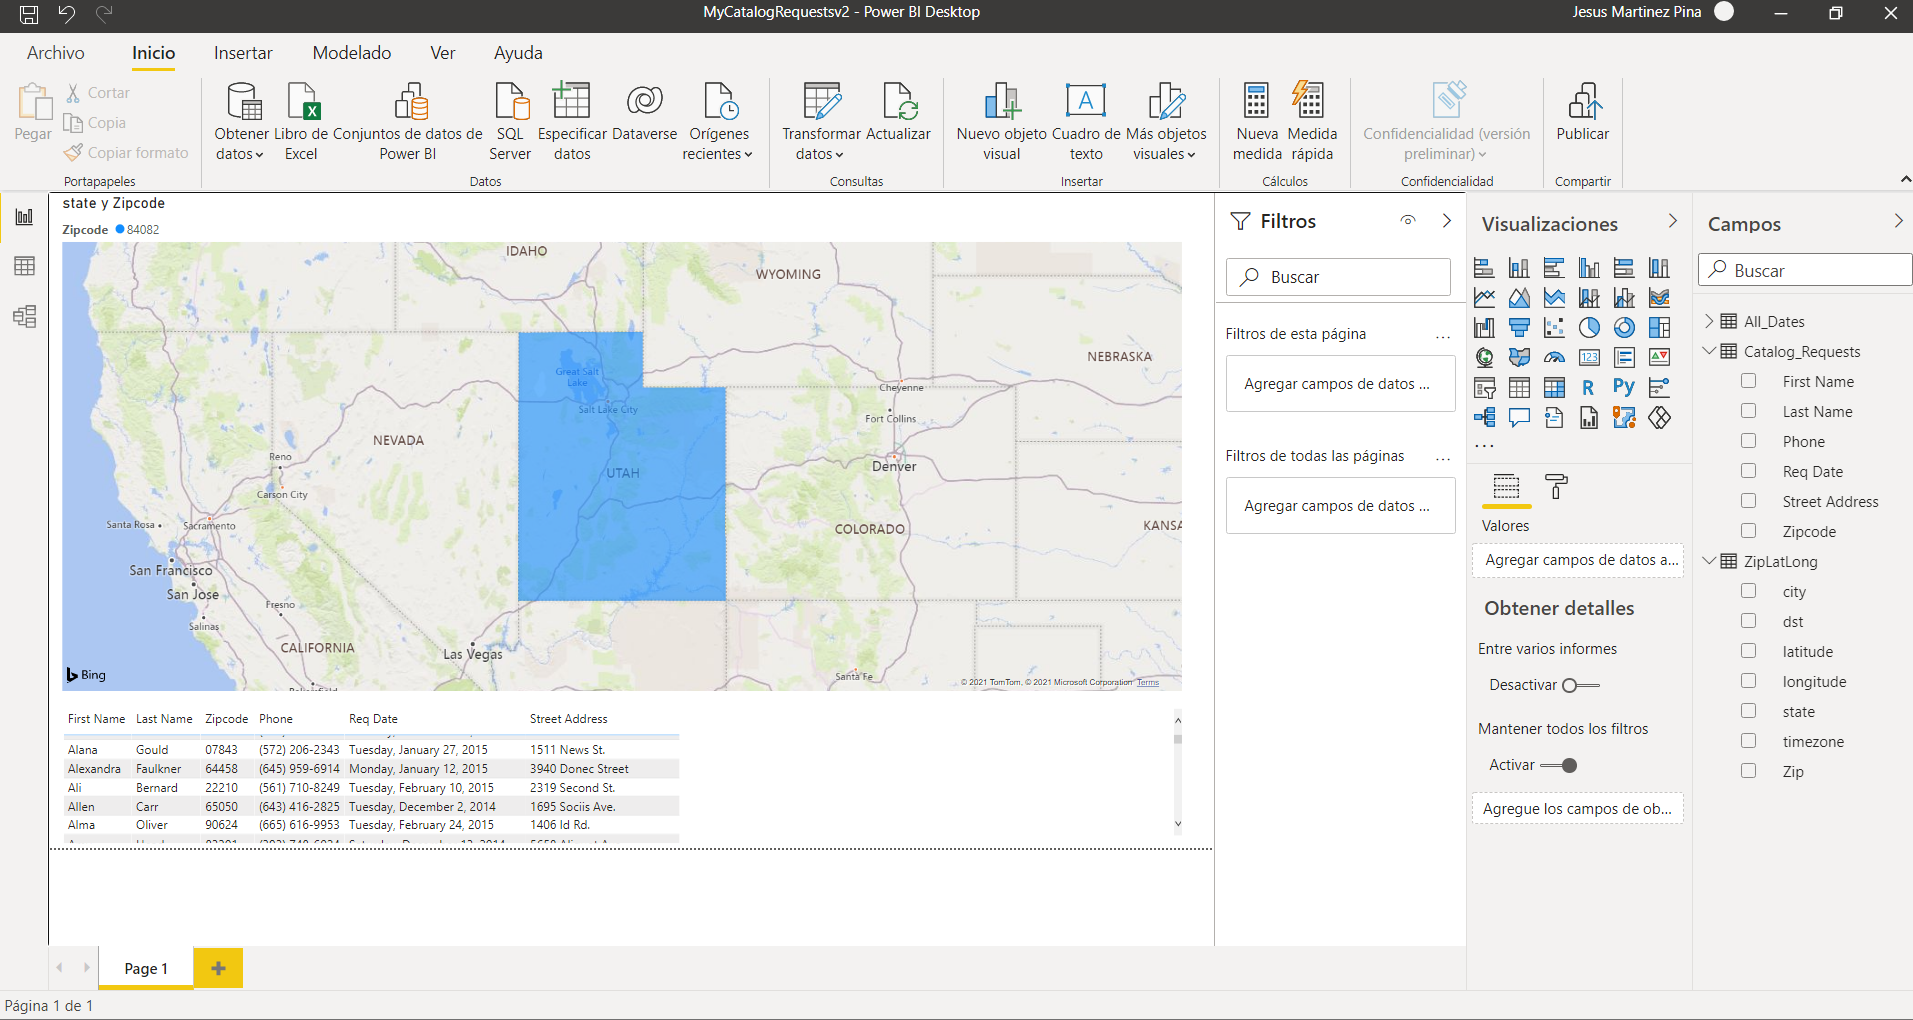 MyCatalogRequestsv2 - Power BI Desktop
Jesus Martinez Pina
Archivo
Inicio
Insertar
Modelado
Ver
Ayuda
Pegar
Cortar
Copia
Copiar formato
Portapapeles
Obtener datos
Libro de Excel
Conjuntos de datos de Power BI
SQL Server
Especificar datos
Dataverse
Orígenes recientes
Datos
Transformar datos
Actualizar
Consultas
Nuevo objeto visual
Cuadro de texto
Más objetos visuales
Insertar
Nueva medida
Medida rápida
Cálculos
Confidencialidad (versión preliminar)
Confidencialidad
Publicar
Compartir
state y Zipcode
Zipcode 84082
IDAHO
WYOMING
NEBRASKA
Great Salt
Lake
Cheyenne
Salt Lake City
Fort Collins
NEVADA
Reno
Denver
UTAH
Carson City
Santa Rosa
Sacramento
COLORADO
KANSA
San Francisco
San Jose
Fresno
Salinas
CALIFORNIA
Las Vegas
Santa Fe
Bing
© 2021 TomTom, © 2021 Microsoft Corporation Terms
First Name Last Name Zipcode Phone Req Date Street Address
Alana Gould 07843 (572) 206-2343 Tuesday, January 27, 2015 1511 News St.
Alexandra Faulkner 64458 (645) 959-6914 Monday, January 12, 2015 3940 Donec Street
Ali Bernard 22210 (561) 710-8249 Tuesday, February 10, 2015 2319 Second St.
Allen Carr 65050 (643) 416-2825 Tuesday, December 2, 2014 1695 Sociis Ave.
Alma Oliver 90624 (665) 616-9953 Tuesday, February 24, 2015 1406 Id Rd.
Filtros
Buscar
Filtros de esta página ...
Agregar campos de datos ...
Filtros de todas las páginas ...
Agregar campos de datos ...
Visualizaciones
123
R
Py
...
Valores
Agregar campos de datos a...
Obtener detalles
Entre varios informes
Desactivar
Mantener todos los filtros
Activar
Agregue los campos de ob...
Campos
Buscar
All_Dates
Catalog_Requests
First Name
Last Name
Phone
Req Date
Street Address
Zipcode
ZipLatLong
city
dst
latitude
longitude
state
timezone
Zip
Page 1
Página 1 de 1